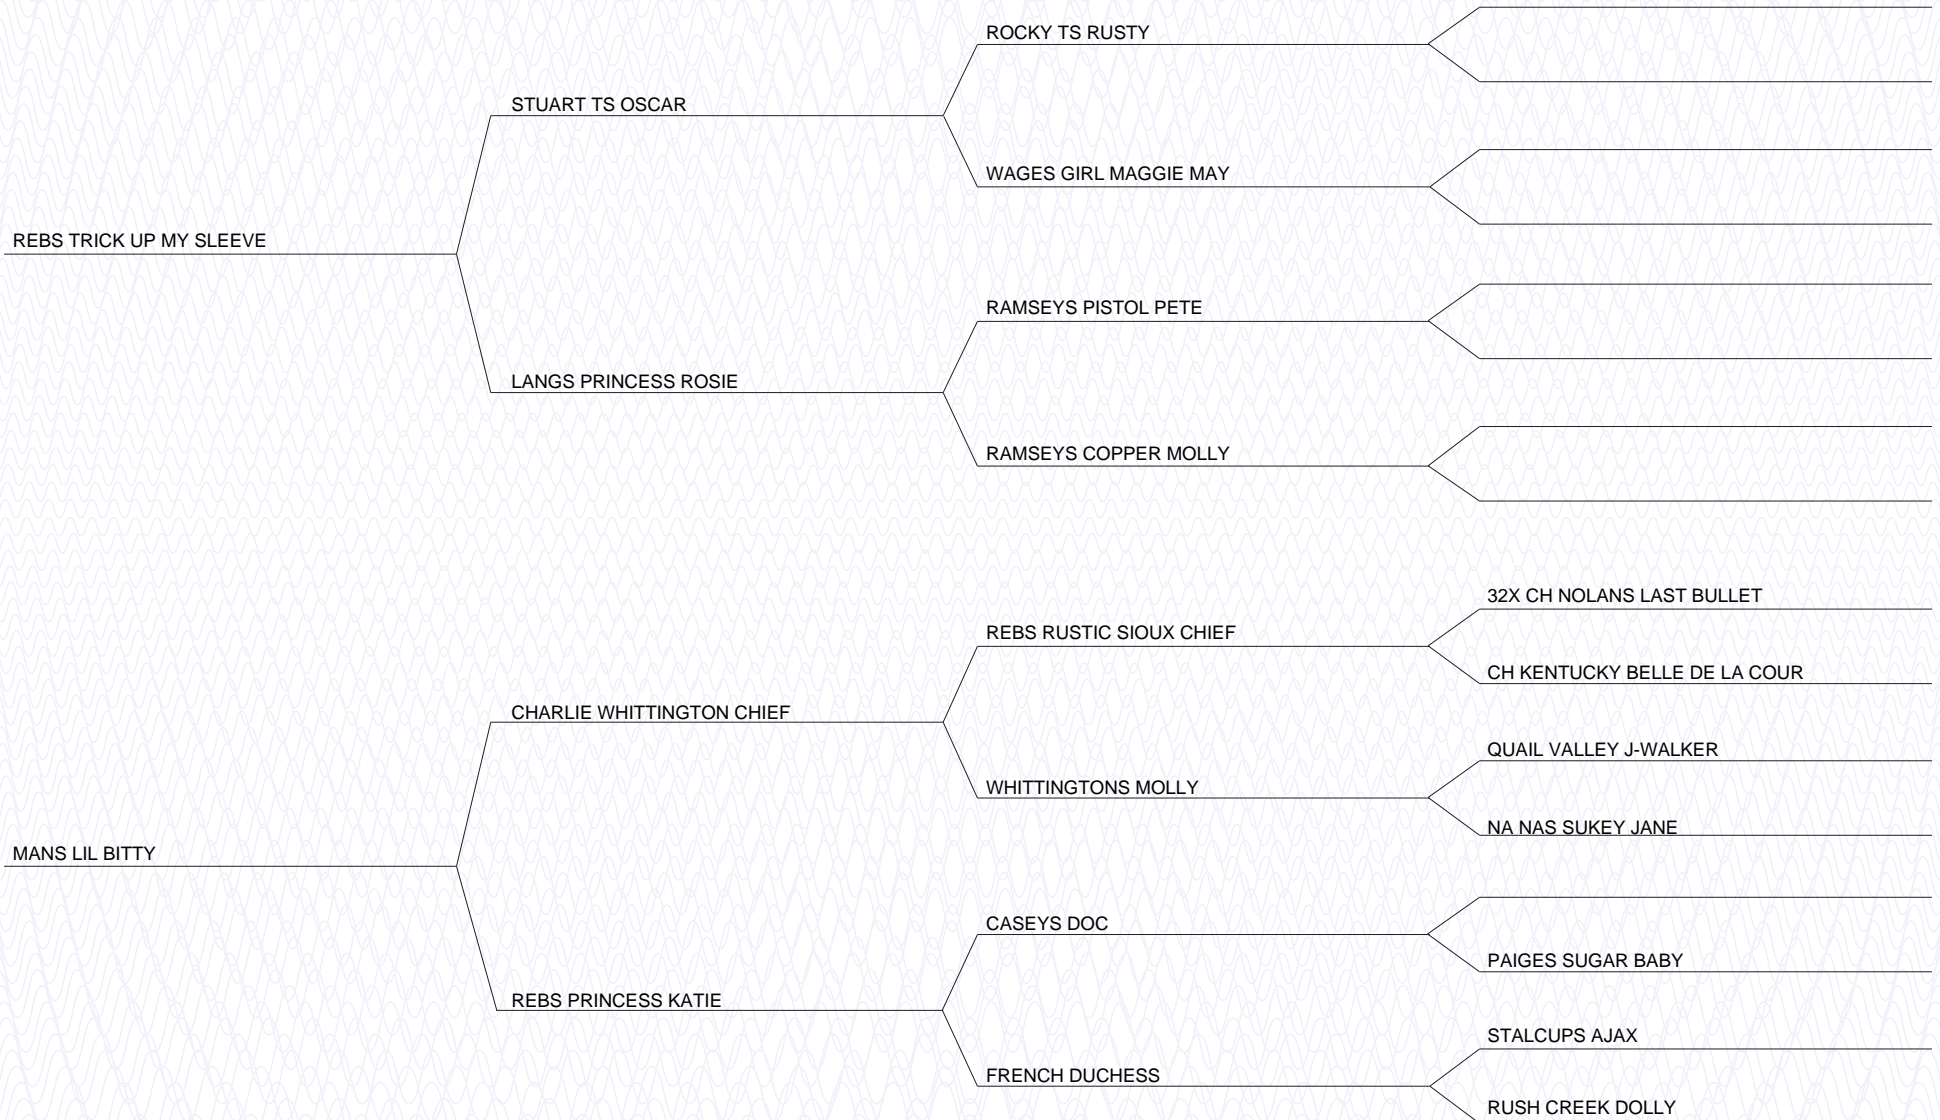 ROCKY TS RUSTY
STUART TS OSCAR
WAGES GIRL MAGGIE MAY
REBS TRICK UP MY SLEEVE
RAMSEYS PISTOL PETE
LANGS PRINCESS ROSIE
RAMSEYS COPPER MOLLY
32X CH NOLANS LAST BULLET
REBS RUSTIC SIOUX CHIEF
CH KENTUCKY BELLE DE LA COUR
CHARLIE WHITTINGTON CHIEF
QUAIL VALLEY J-WALKER
WHITTINGTONS MOLLY
NA NAS SUKEY JANE
MANS LIL BITTY
CASEYS DOC
PAIGES SUGAR BABY
REBS PRINCESS KATIE
STALCUPS AJAX
FRENCH DUCHESS
RUSH CREEK DOLLY